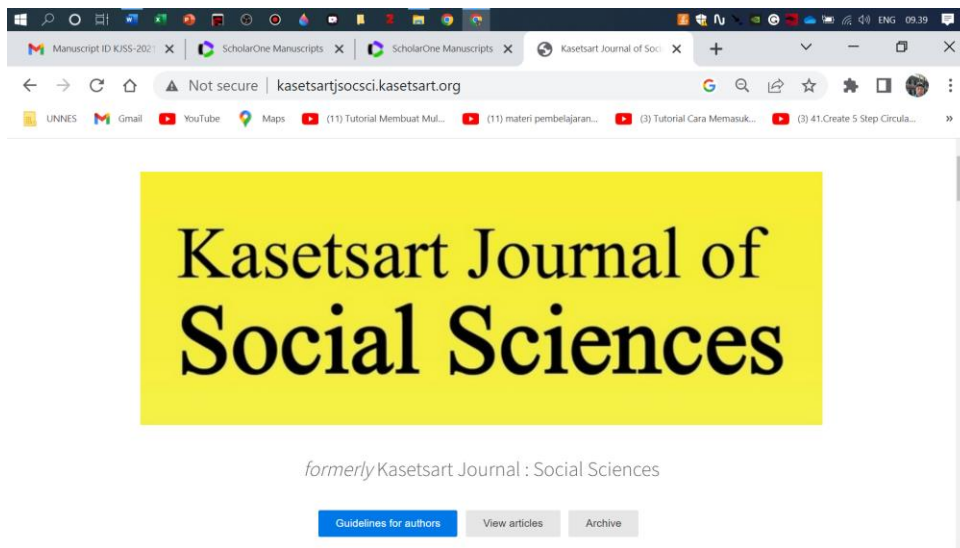 ENG 09.39
Manuscript ID KJSS-2021
ScholarOne Manuscripts
ScholarOne Manuscripts
Kasetsart Journal of Soc
Not secure | kasetsartjsocsci.kasetsart.org
UNNES Gmail YouTube Maps (11) Tutorial Membuat Mul... (11) materi pembelajaran... (3) Tutorial Cara Memasuk... (3) 41.Create 5 Step Circula...
Kasetsart Journal of
Social Sciences
formerly Kasetsart Journal : Social Sciences
Guidelines for authors View articles Archive